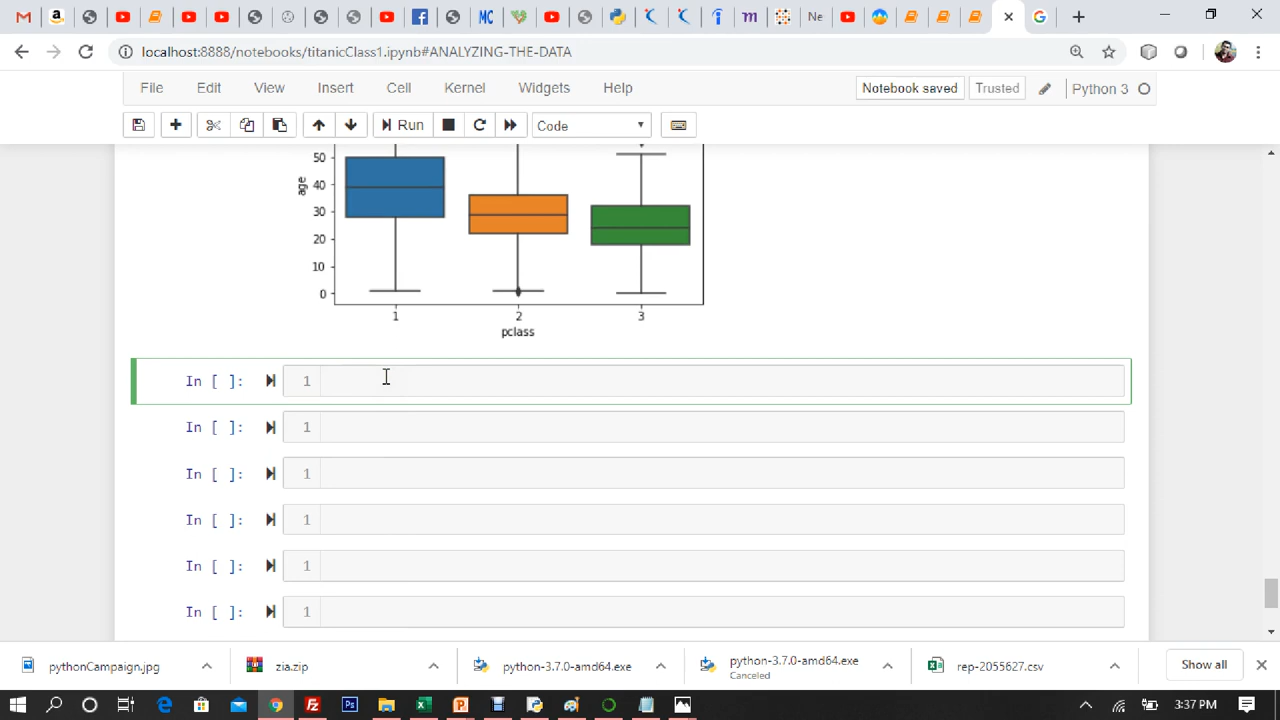 MC
Ne
localhost:8888/notebooks/titanicClass1.ipynb#ANALYZING-THE-DATA
File Edit View Insert Cell Kernel Widgets Help Notebook saved Trusted Python 3
Run Code
50
40
30
20
10
0
age
1 2 3
pclass
In [ ]: 1
In [ ]: 1
In [ ]: 1
In [ ]: 1
In [ ]: 1
In [ ]: 1
pythonCampaign.jpg zia.zip python-3.7.0-amd64.exe python-3.7.0-amd64.exe rep-2055627.csv Show all
Canceled
3:37 PM